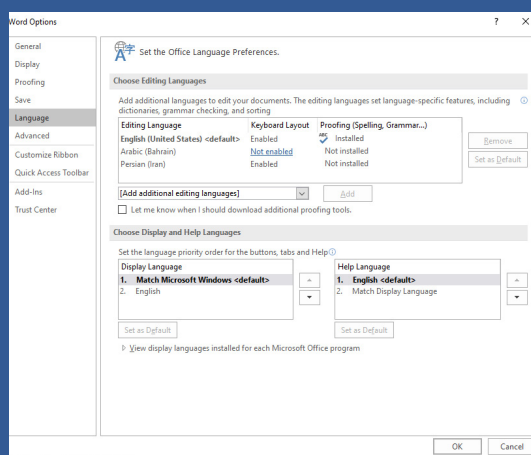 Word Options ? ×
General
Display
Proofing
Save
Language
Advanced
Customize Ribbon
Quick Access Toolbar
Add-Ins
Trust Center
Set the Office Language Preferences.
Choose Editing Languages
Add additional languages to edit your documents. The editing languages set language-specific features, including
dictionaries, grammar checking, and sorting
Editing Language Keyboard Layout Proofing (Spelling, Grammar...)
English (United States) <default> Enabled Installed
Arabic (Bahrain) Not enabled Not installed
Persian (Iran) Enabled Not installed
Remove
Set as Default
[Add additional editing languages] Add
Let me know when I should download additional proofing tools.
Choose Display and Help Languages
Set the language priority order for the buttons, tabs and Help
Display Language
1. Match Microsoft Windows <default>
2. English
Set as Default
Help Language
1. English <default>
2. Match Display Language
Set as Default
View display languages installed for each Microsoft Office program
OK Cancel